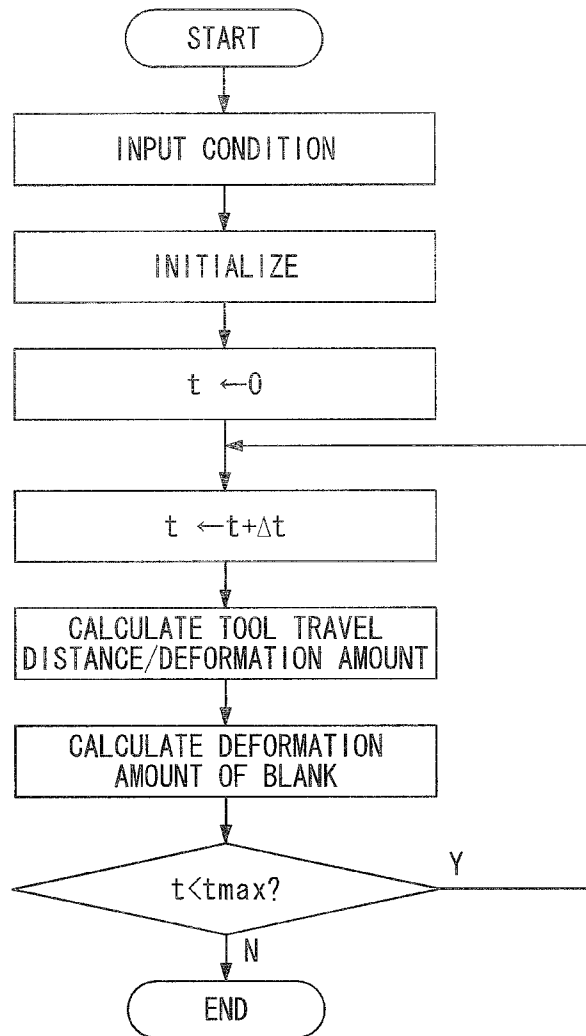 START
INPUT CONDITION
INITIALIZE
t ←0
t ←t+Δt
CALCULATE TOOL TRAVEL
DISTANCE/DEFORMATION AMOUNT
CALCULATE DEFORMATION
AMOUNT OF BLANK
t<tmax?
Y
N
END